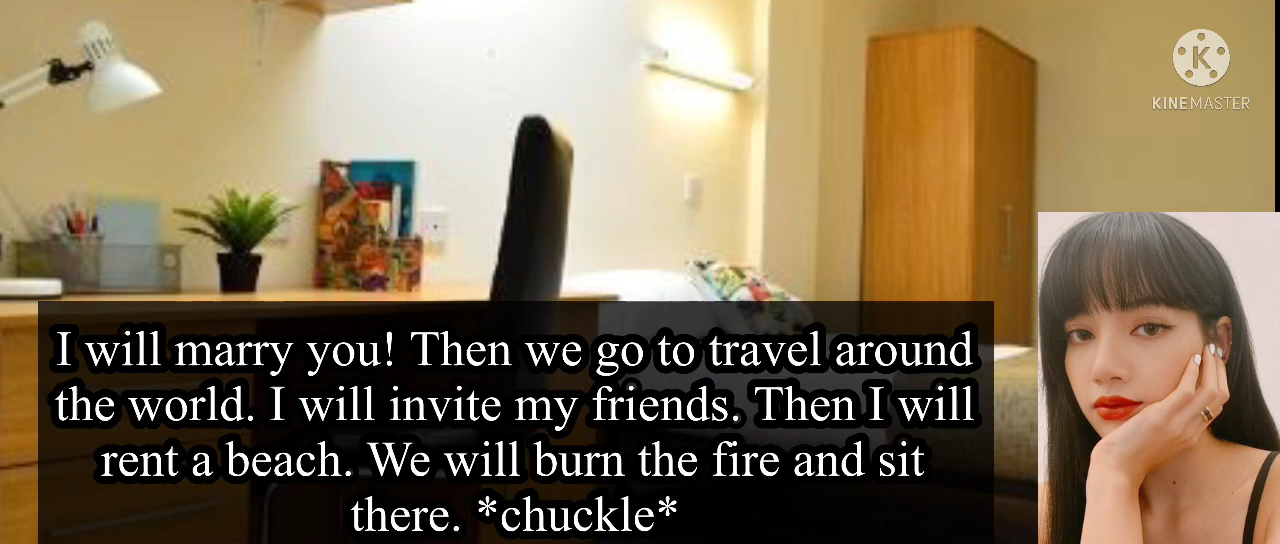 K
KINEMASTER
I will marry you! Then we go to travel around
the world. I will invite my friends. Then I will
rent a beach. We will burn the fire and sit
there. *chuckle*